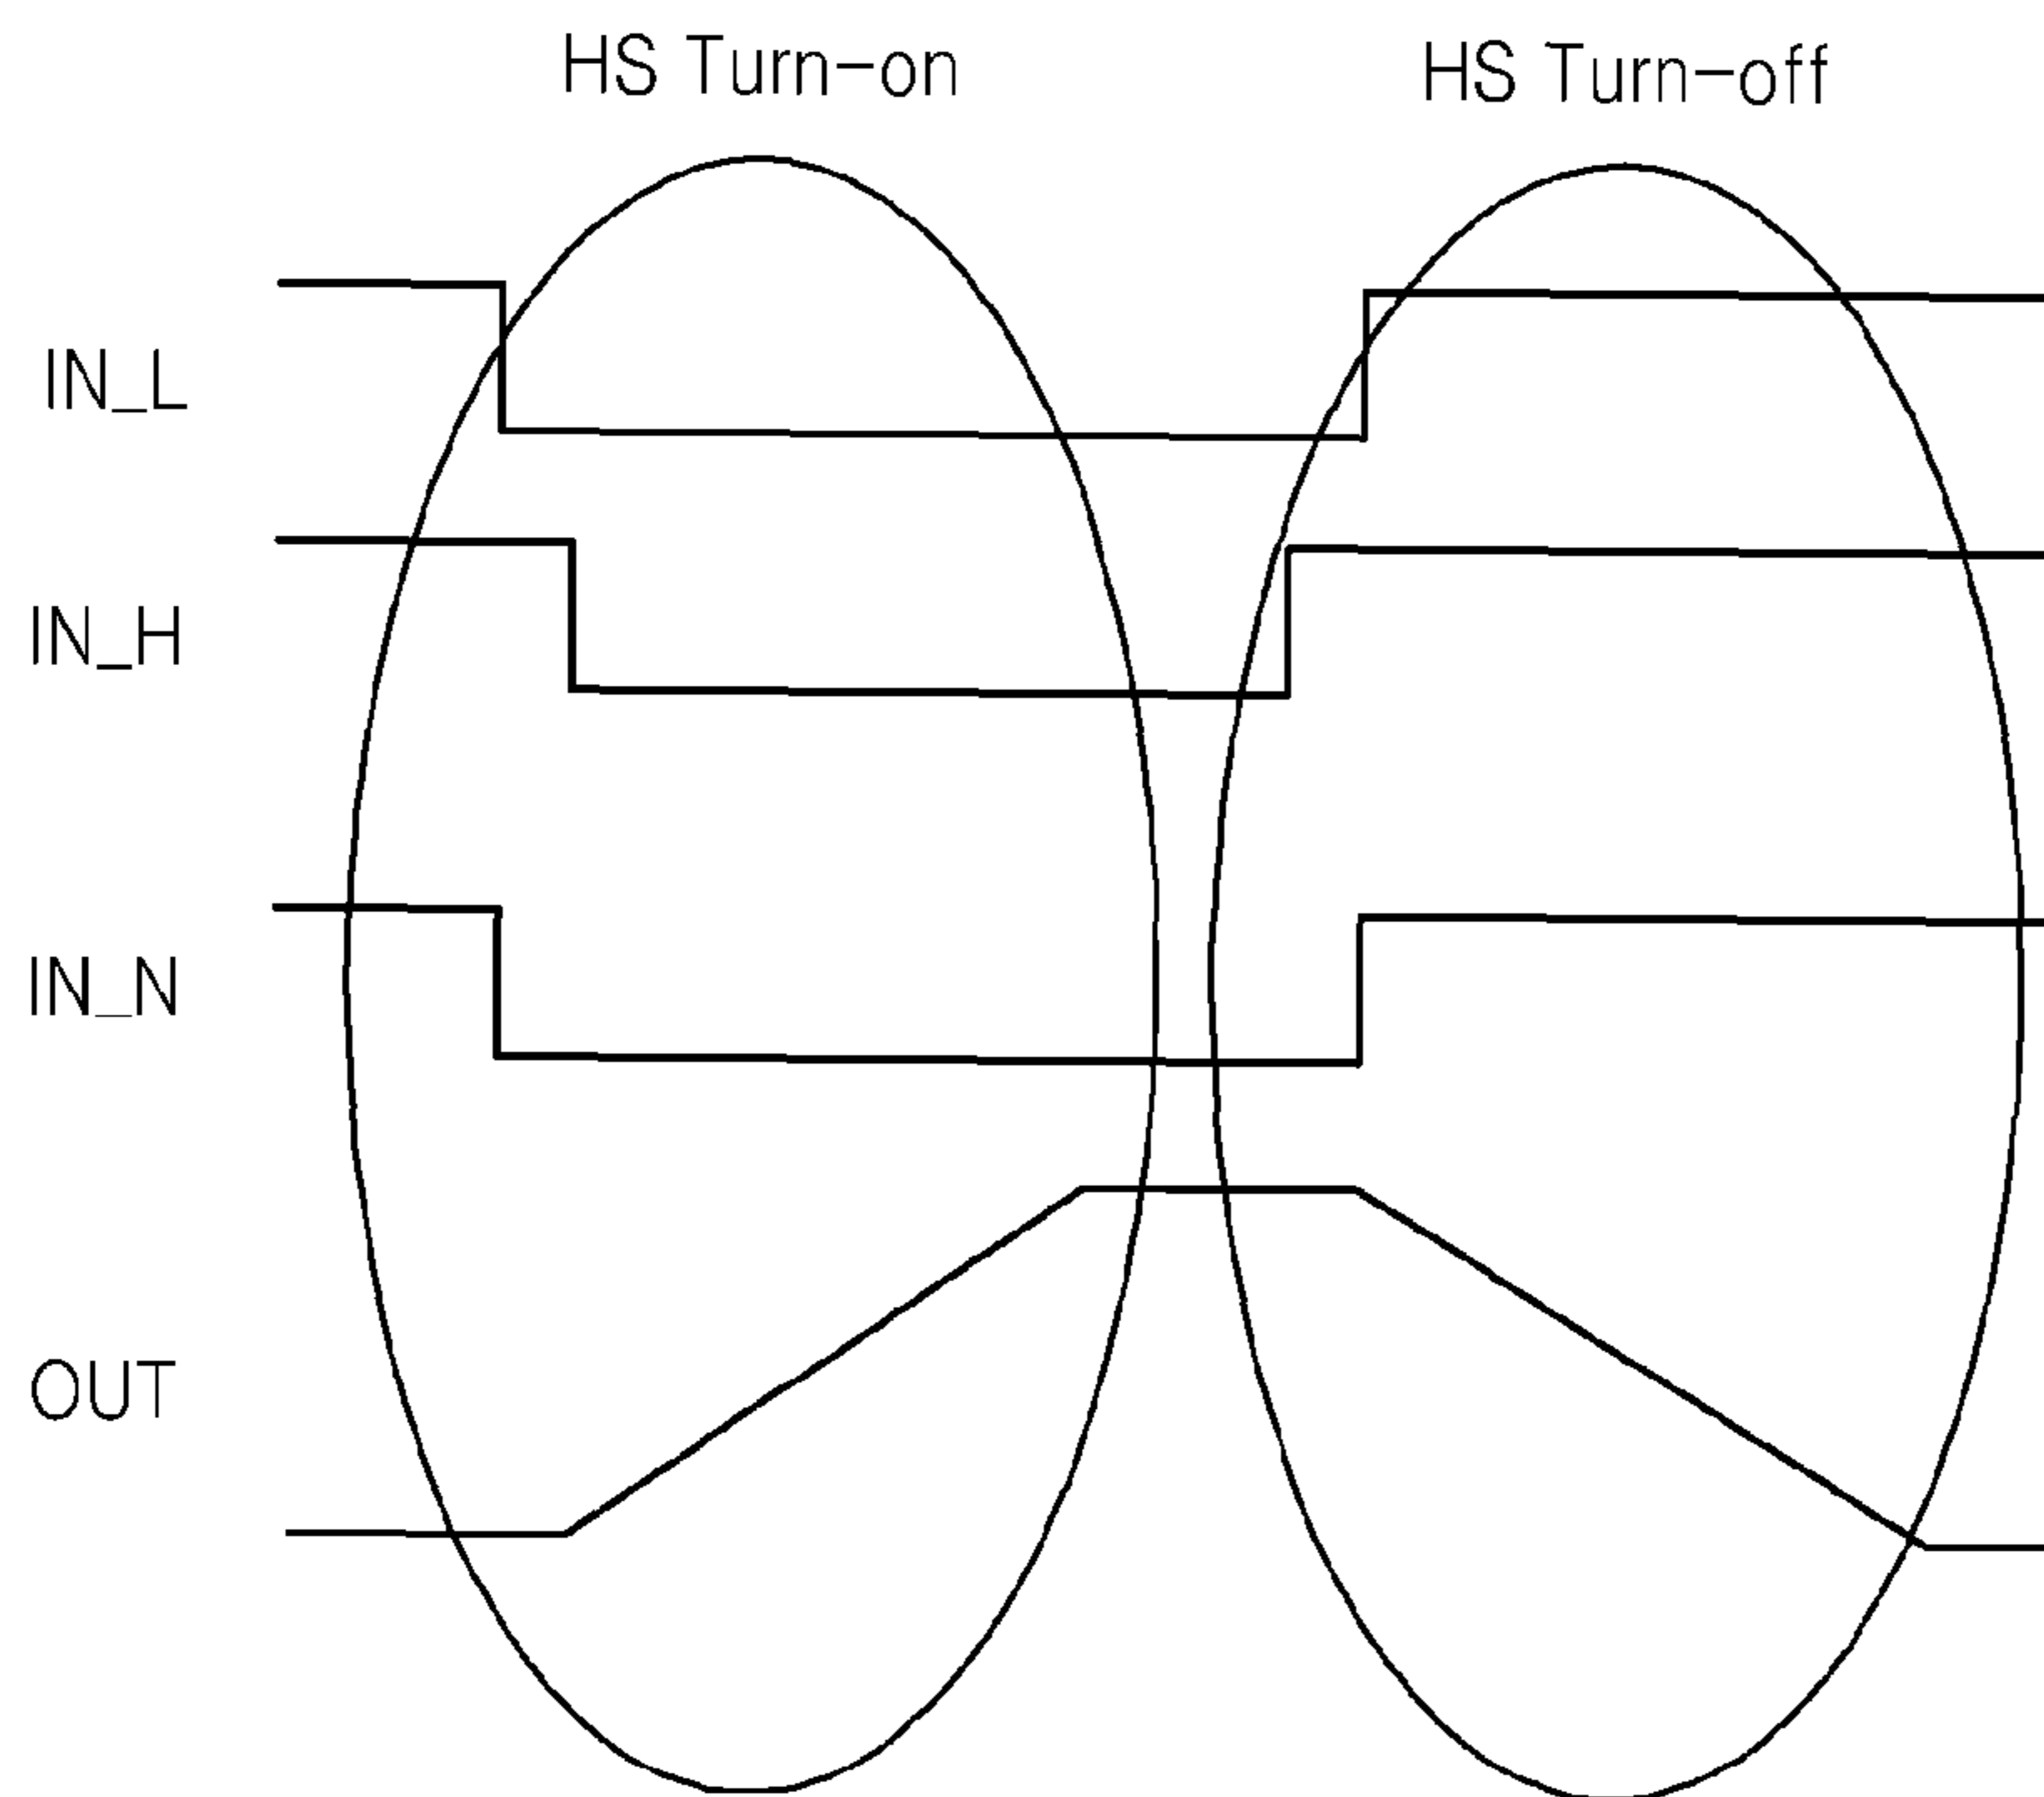 HS Turn-on
HS Turn-off
IN_L
IN_H
IN_N
OUT